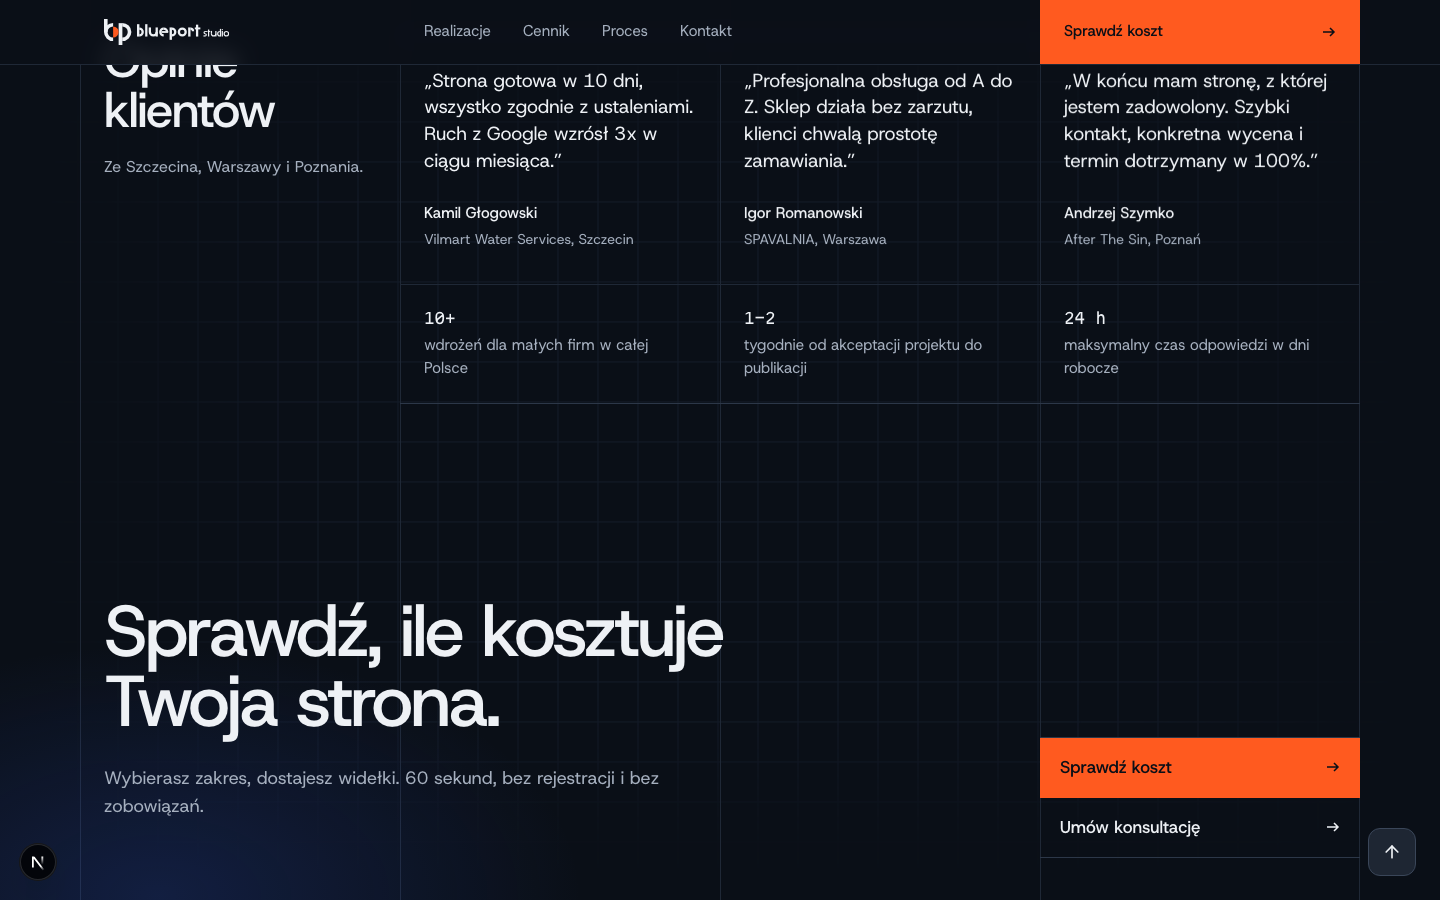 blueport studio
Realizacje
Cennik
Proces
Kontakt
Sprawdź koszt
Opinie
klientów
Ze Szczecina, Warszawy i Poznania.
„Strona gotowa w 10 dni,
wszystko zgodnie z ustaleniami.
Ruch z Google wzrósł 3x w
ciągu miesiąca.”
Kamil Głogowski
Vilmart Water Services, Szczecin
„Profesjonalna obsługa od A do
Z. Sklep działa bez zarzutu,
klienci chwalą prostotę
zamawiania.”
Igor Romanowski
SPAVALNIA, Warszawa
„W końcu mam stronę, z której
jestem zadowolony. Szybki
kontakt, konkretna wycena i
termin dotrzymany w 100%.”
Andrzej Szymko
After The Sin, Poznań
10+
wdrożeń dla małych firm w całej
Polsce
1–2
tygodnie od akceptacji projektu do
publikacji
24 h
maksymalny czas odpowiedzi w dni
robocze
Sprawdź, ile kosztuje
Twoja strona.
Wybierasz zakres, dostajesz widełki. 60 sekund, bez rejestracji i bez
zobowiązań.
Sprawdź koszt
Umów konsultację
N